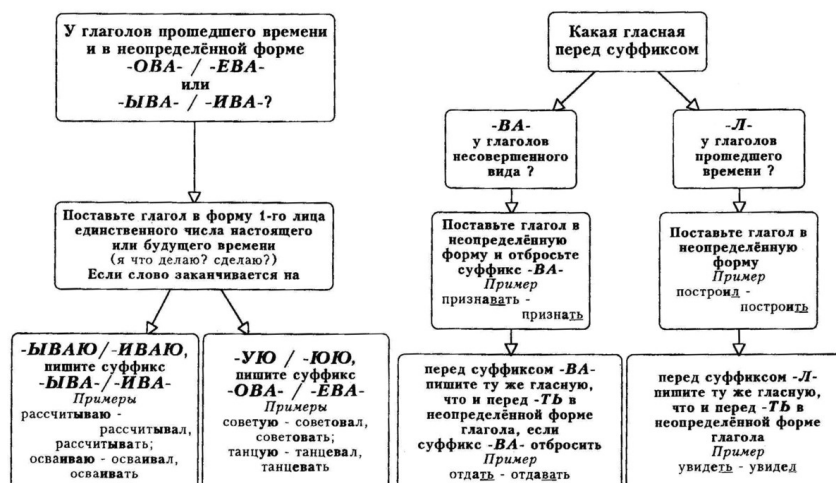 У глаголов прошедшего времени
и в неопределённой форме
-ОВА- / -ЕВА-
или
-ЫВА- / -ИВА-?
Поставьте глагол в форму 1-го лица
единственного числа настоящего
или будущего времени
(я что делаю? сделаю?)
Если слово заканчивается на
-ЫВАЮ/-ИВАЮ,
пишите суффикс
-ЫВА-/-ИВА-
Примеры
рассчитываю -
рассчитывал,
рассчитывать;
осваиваю - осваивал,
осваивать
-УЮ / -ЮЮ,
пишите суффикс
-ОВА- / -ЕВА-
Примеры
советую - советовал,
советовать;
танцую - танцевал,
танцевать
Какая гласная
перед суффиксом
-ВА-
у глаголов
несовершенного
вида ?
Поставьте глагол в
неопределённую
форму и отбросьте
суффикс -ВА-
Пример
признавать -
признать
перед суффиксом -ВА-
пишите ту же гласную,
что и перед -ТЬ в
неопределённой форме
глагола, если
суффикс -ВА- отбросить
Пример
отдать - отдавать
-Л-
у глаголов
прошедшего
времени ?
Поставьте глагол в
неопределённую
форму
Пример
построил -
построить
перед суффиксом -Л-
пишите ту же гласную,
что и перед -ТЬ в
неопределённой форме
глагола
Пример
увидеть - увидел